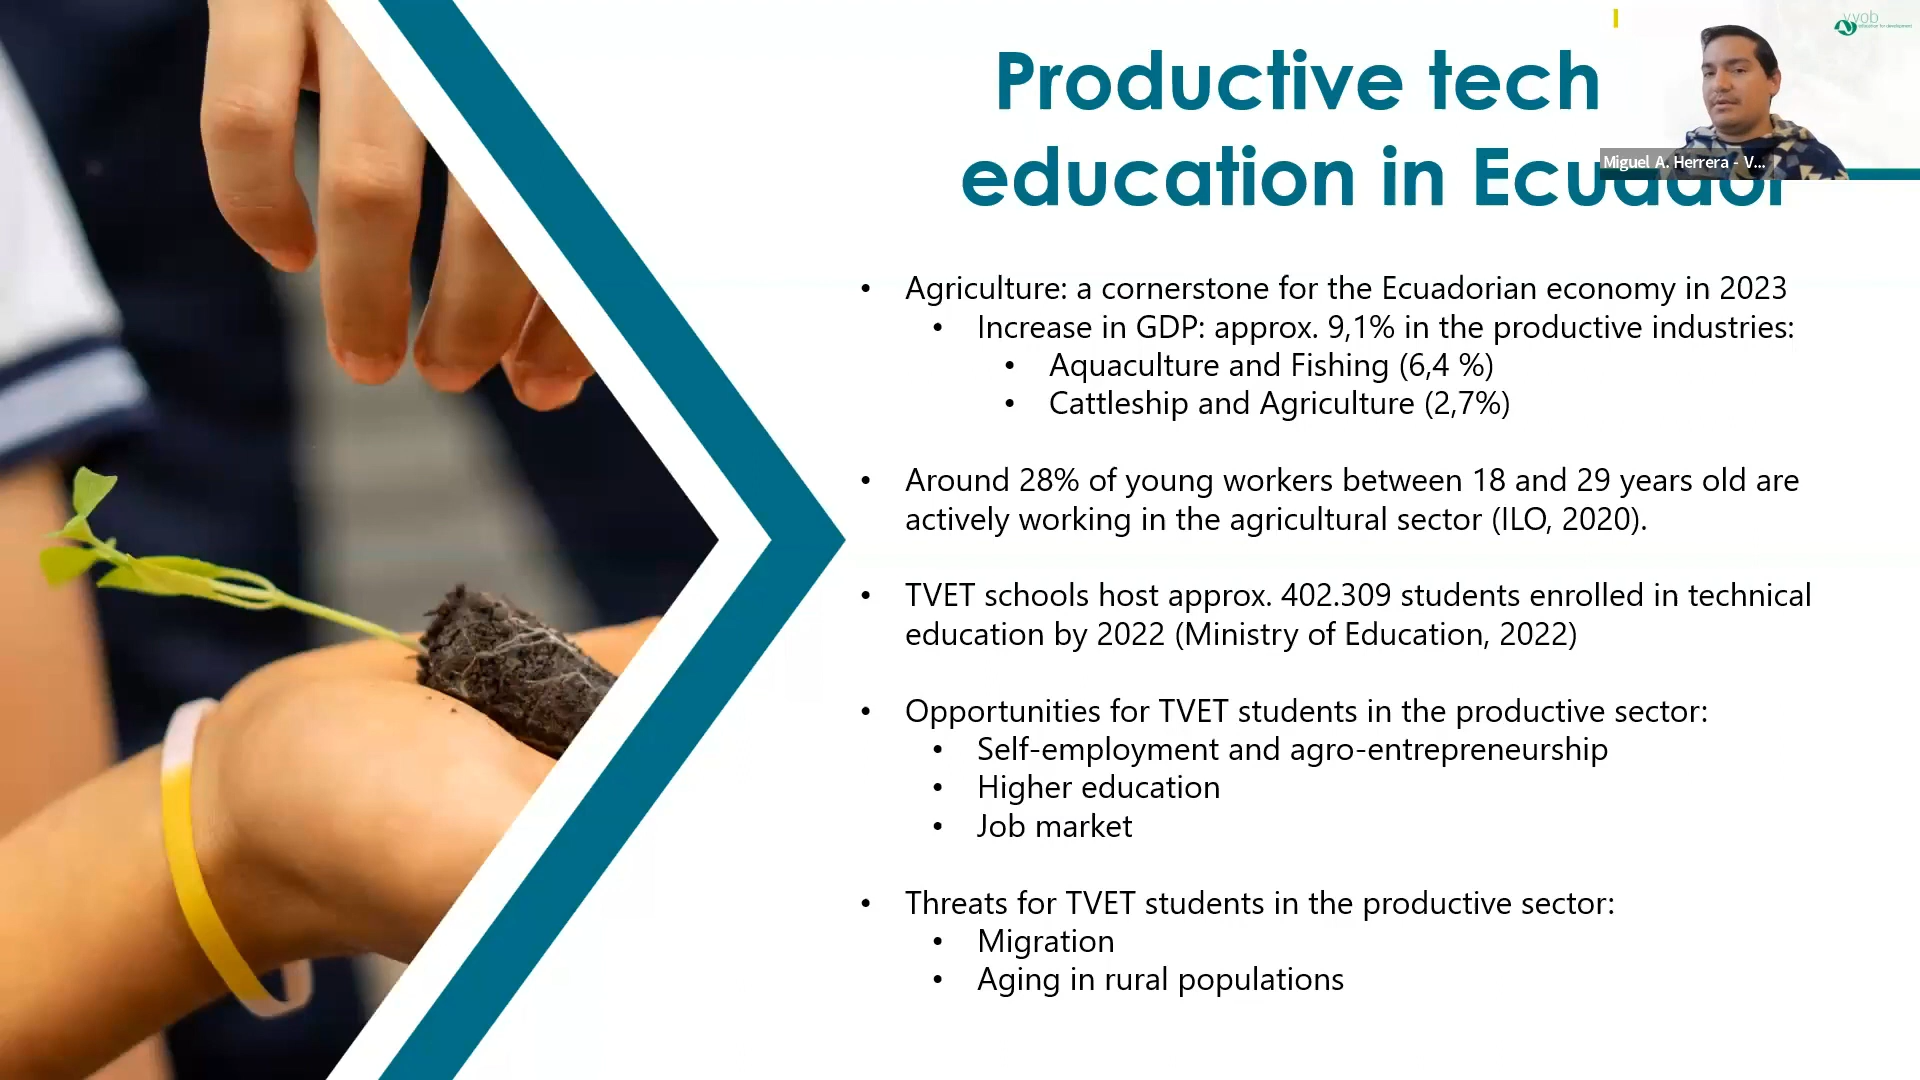 Productive tech
education in Ecuador
vvob
education for development
Miguel A. Herrera - V...
• Agriculture: a cornerstone for the Ecuadorian economy in 2023
• Increase in GDP: approx. 9,1% in the productive industries:
• Aquaculture and Fishing (6,4 %)
• Cattleship and Agriculture (2,7%)
• Around 28% of young workers between 18 and 29 years old are
actively working in the agricultural sector (ILO, 2020).
• TVET schools host approx. 402.309 students enrolled in technical
education by 2022 (Ministry of Education, 2022)
• Opportunities for TVET students in the productive sector:
• Self-employment and agro-entrepreneurship
• Higher education
• Job market
• Threats for TVET students in the productive sector:
• Migration
• Aging in rural populations